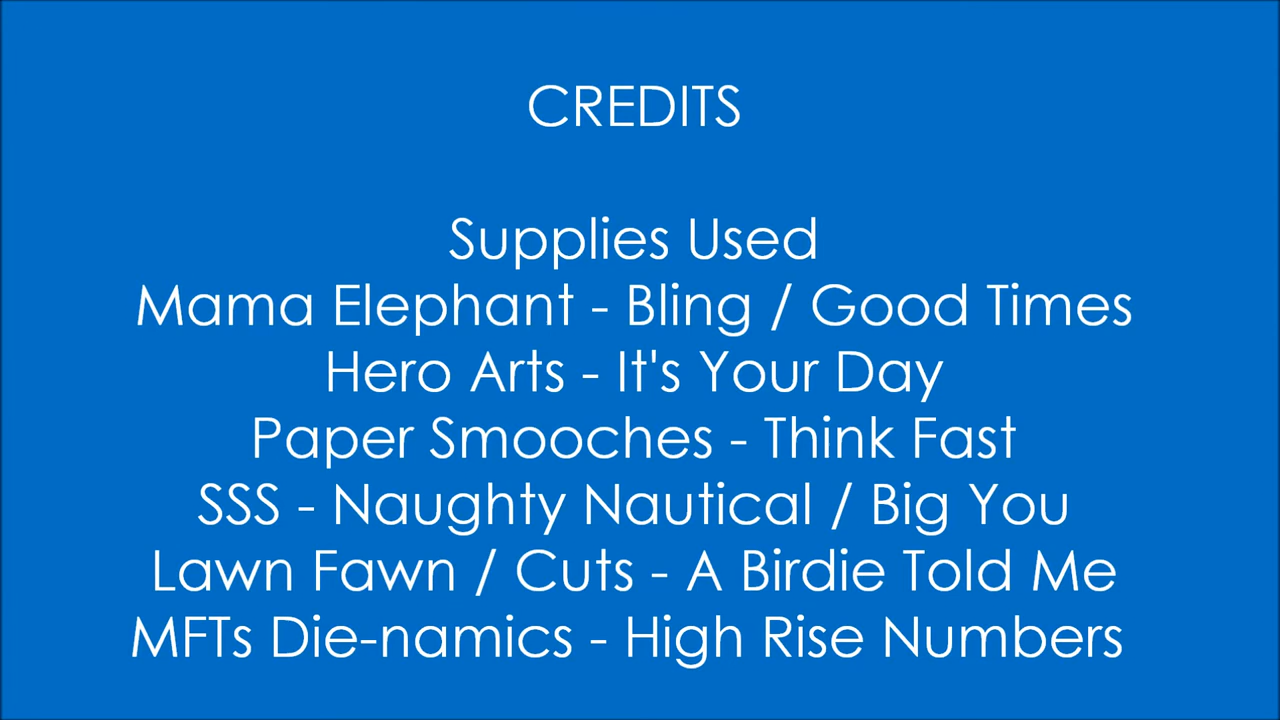 CREDITS
Supplies Used
Mama Elephant - Bling / Good Times
Hero Arts - It's Your Day
Paper Smooches - Think Fast
SSS - Naughty Nautical / Big You
Lawn Fawn / Cuts - A Birdie Told Me
MFTs Die-namics - High Rise Numbers